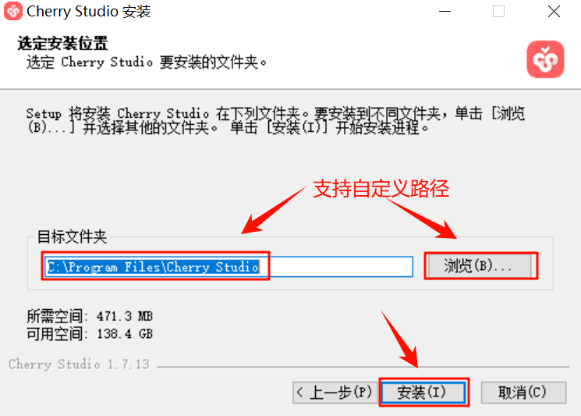 Cherry Studio 安装
选定安装位置
选定 Cherry Studio 要安装的文件夹。
Setup 将安装 Cherry Studio 在下列文件夹。要安装到不同文件夹，单击 [浏览
(B)...] 并选择其他的文件夹。 单击 [安装(I)] 开始安装进程。
支持自定义路径
目标文件夹
C:\Program Files\Cherry Studio
浏览(B)...
所需空间: 471.3 MB
可用空间: 138.4 GB
Cherry Studio 1.7.13
< 上一步(P) 安装(I) 取消(C)